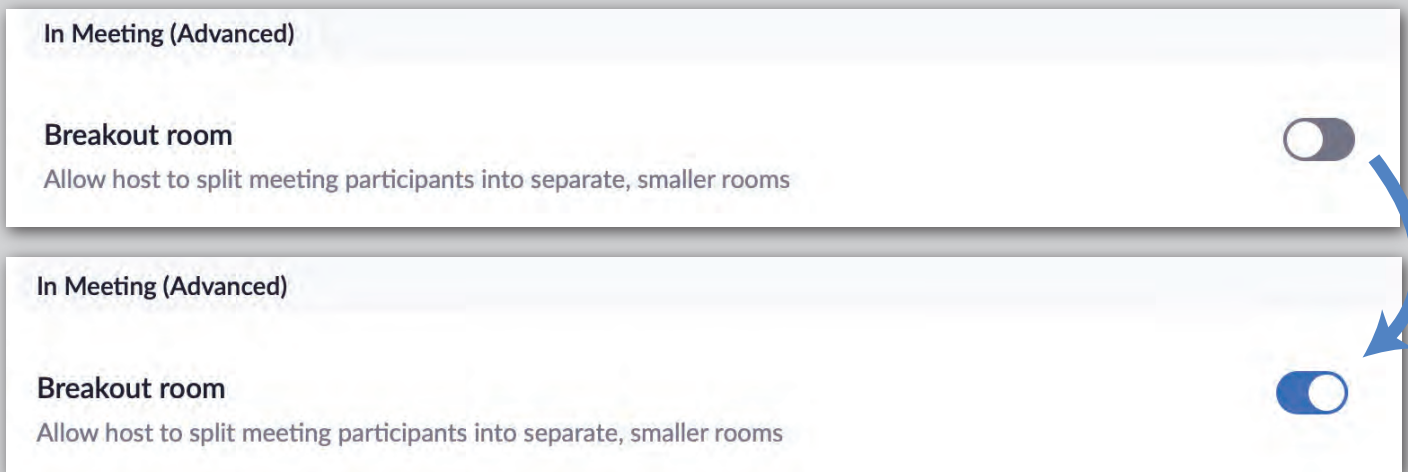 In Meeting (Advanced)
Breakout room
Allow host to split meeting participants into separate, smaller rooms
In Meeting (Advanced)
Breakout room
Allow host to split meeting participants into separate, smaller rooms